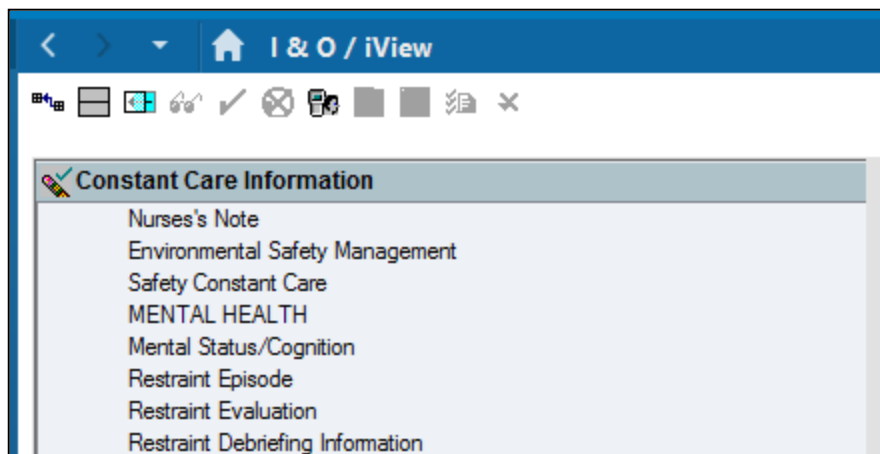 I & O / iView
Constant Care Information
Nurses's Note
Environmental Safety Management
Safety Constant Care
MENTAL HEALTH
Mental Status/Cognition
Restraint Episode
Restraint Evaluation
Restraint Debriefing Information